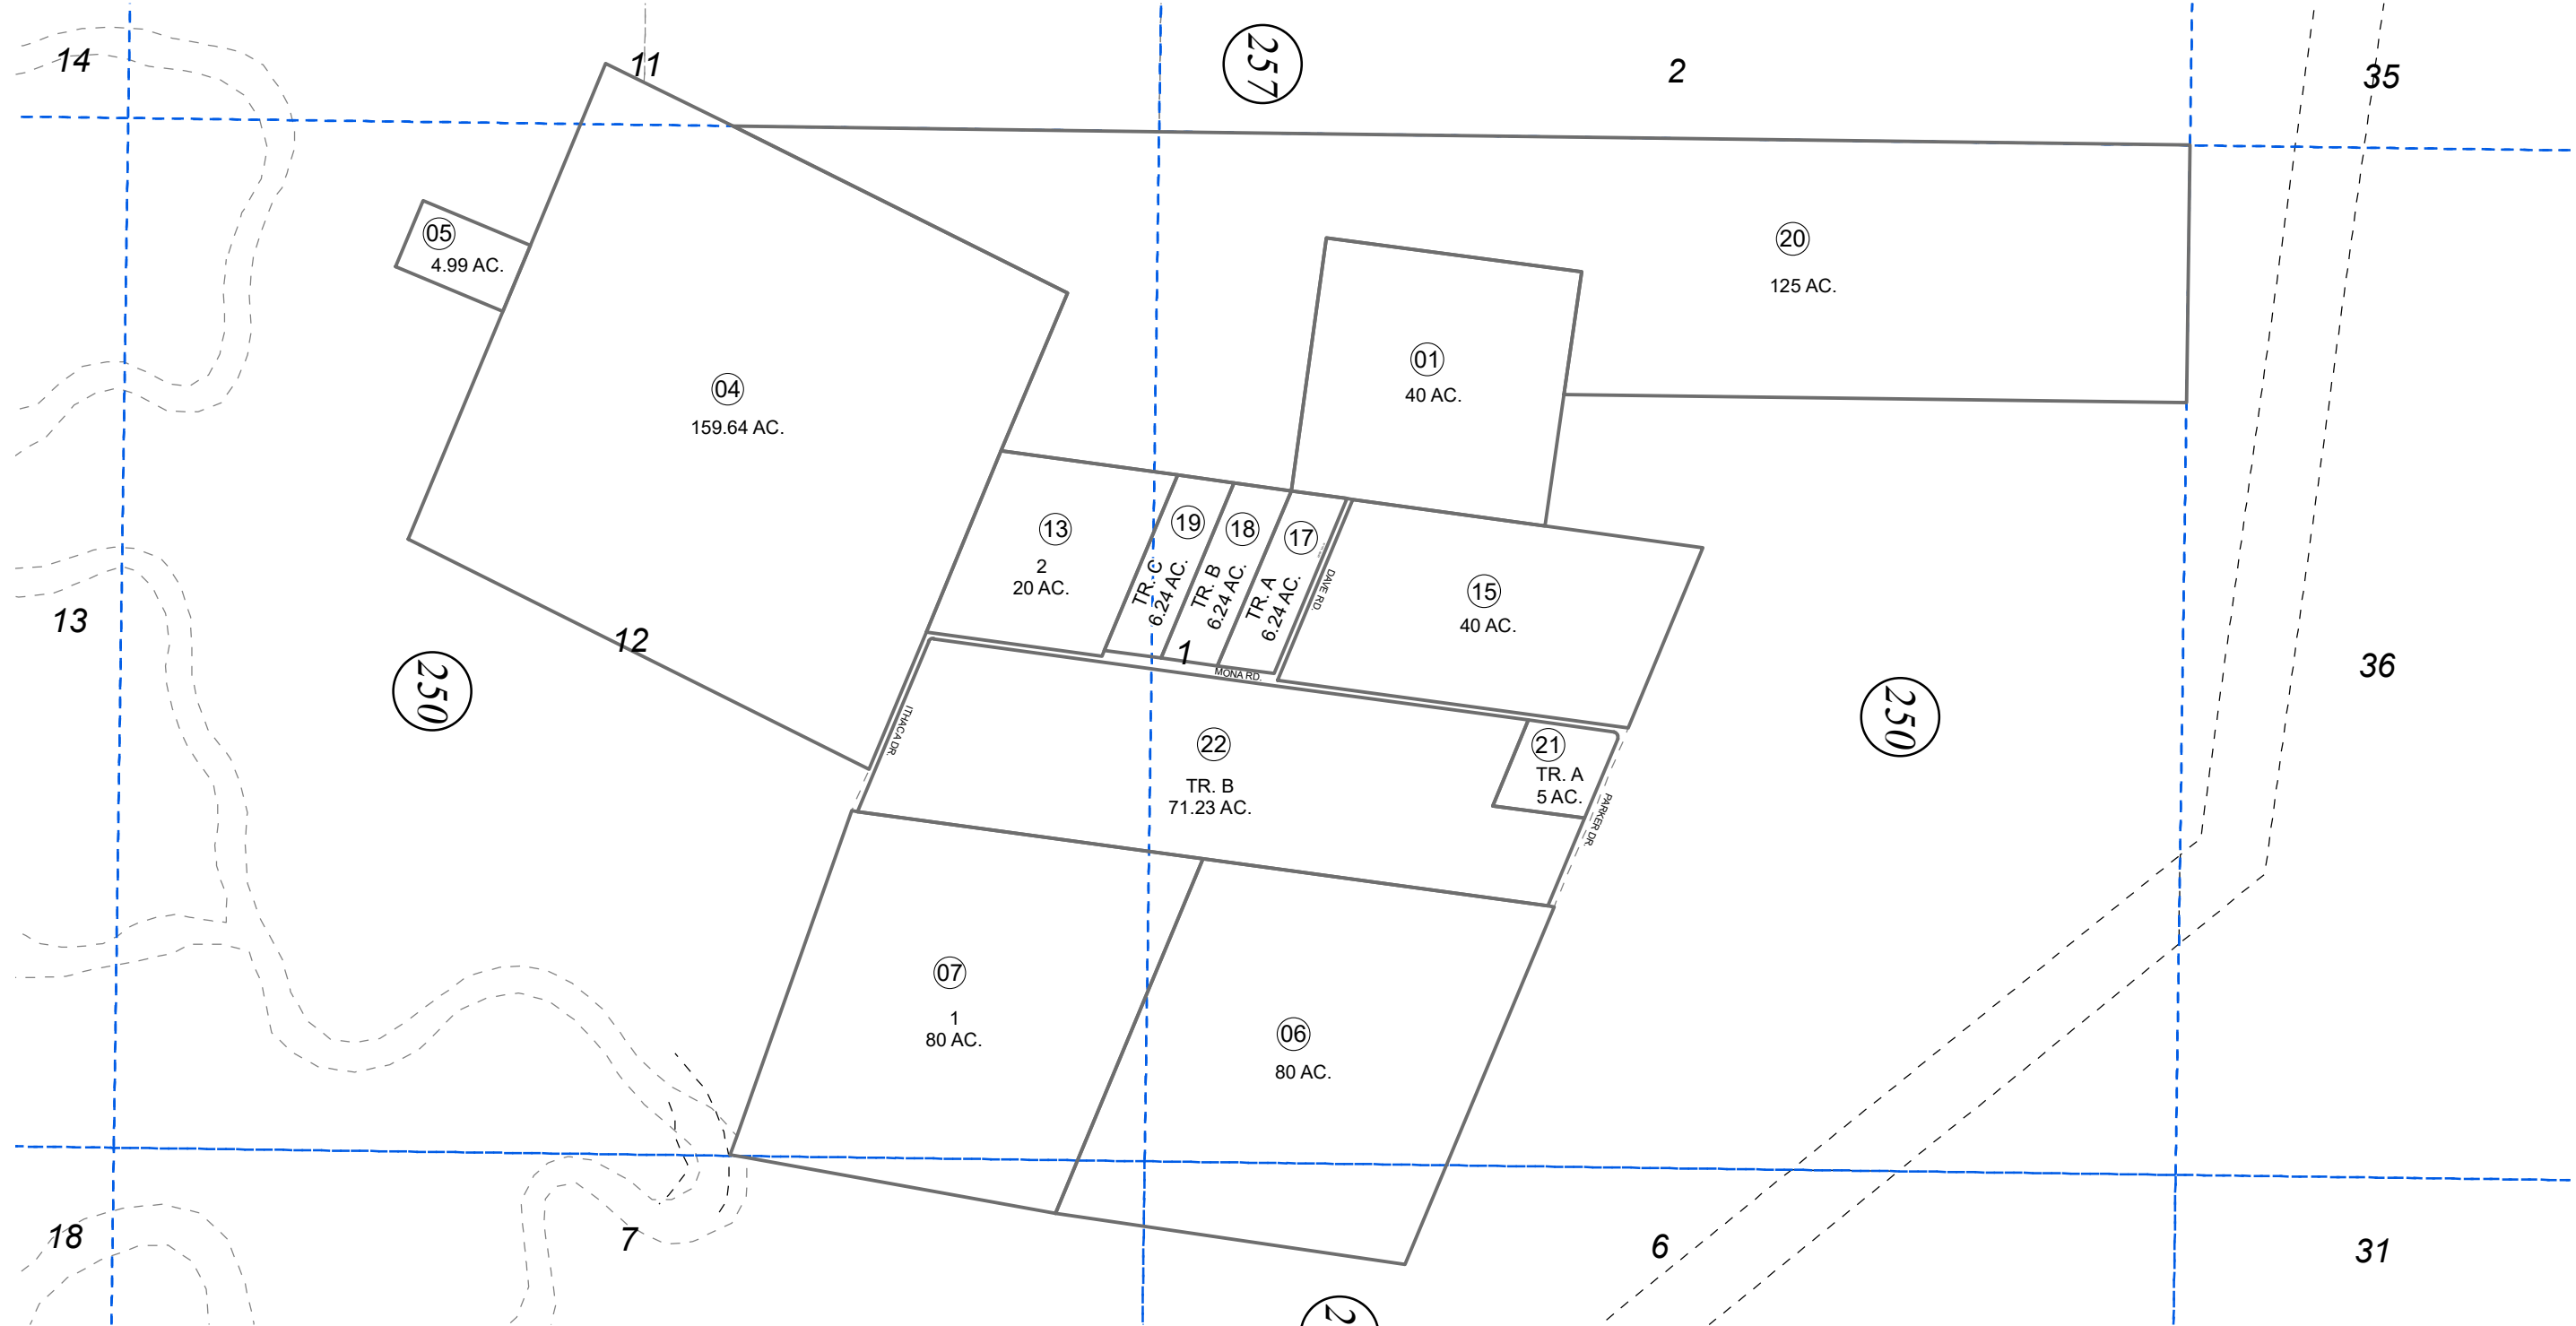 14
11
257
2
35
05
4.99 AC.
20
125 AC.
01
40 AC.
04
159.64 AC.
13
2
20 AC.
19
TR. C
6.24 AC.
18
TR. B
6.24 AC.
17
TR. A
6.24 AC.
DAVE RD.
15
40 AC.
13
12
1
MONA RD.
36
250
250
ITHACA DR.
22
TR. B
71.23 AC.
21
TR. A
5 AC.
PARKER DR.
07
1
80 AC.
06
80 AC.
18
7
6
31
2